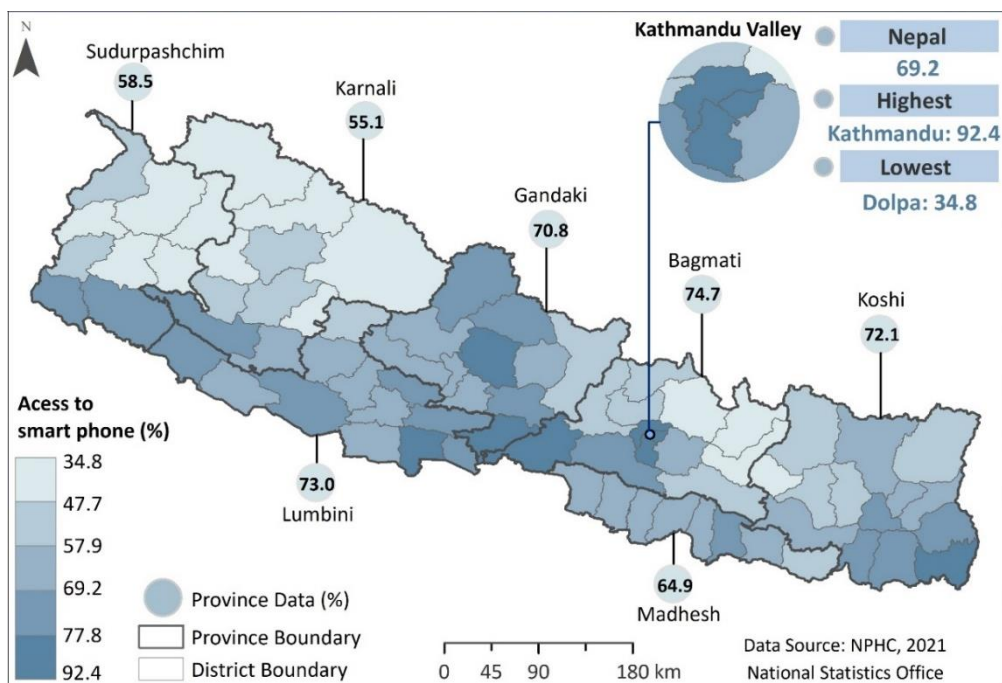 N
Sudurpashchim
58.5
Karnali
55.1
Gandaki
70.8
Kathmandu Valley
Nepal
69.2
Highest
Kathmandu: 92.4
Lowest
Dolpa: 34.8
Bagmati
74.7
Koshi
72.1
Acess to
smart phone (%)
34.8
47.7
57.9
69.2
77.8
92.4
73.0
Lumbini
64.9
Madhesh
Province Data (%)
Province Boundary
District Boundary
0 45 90 180 km
Data Source: NPHC, 2021
National Statistics Office